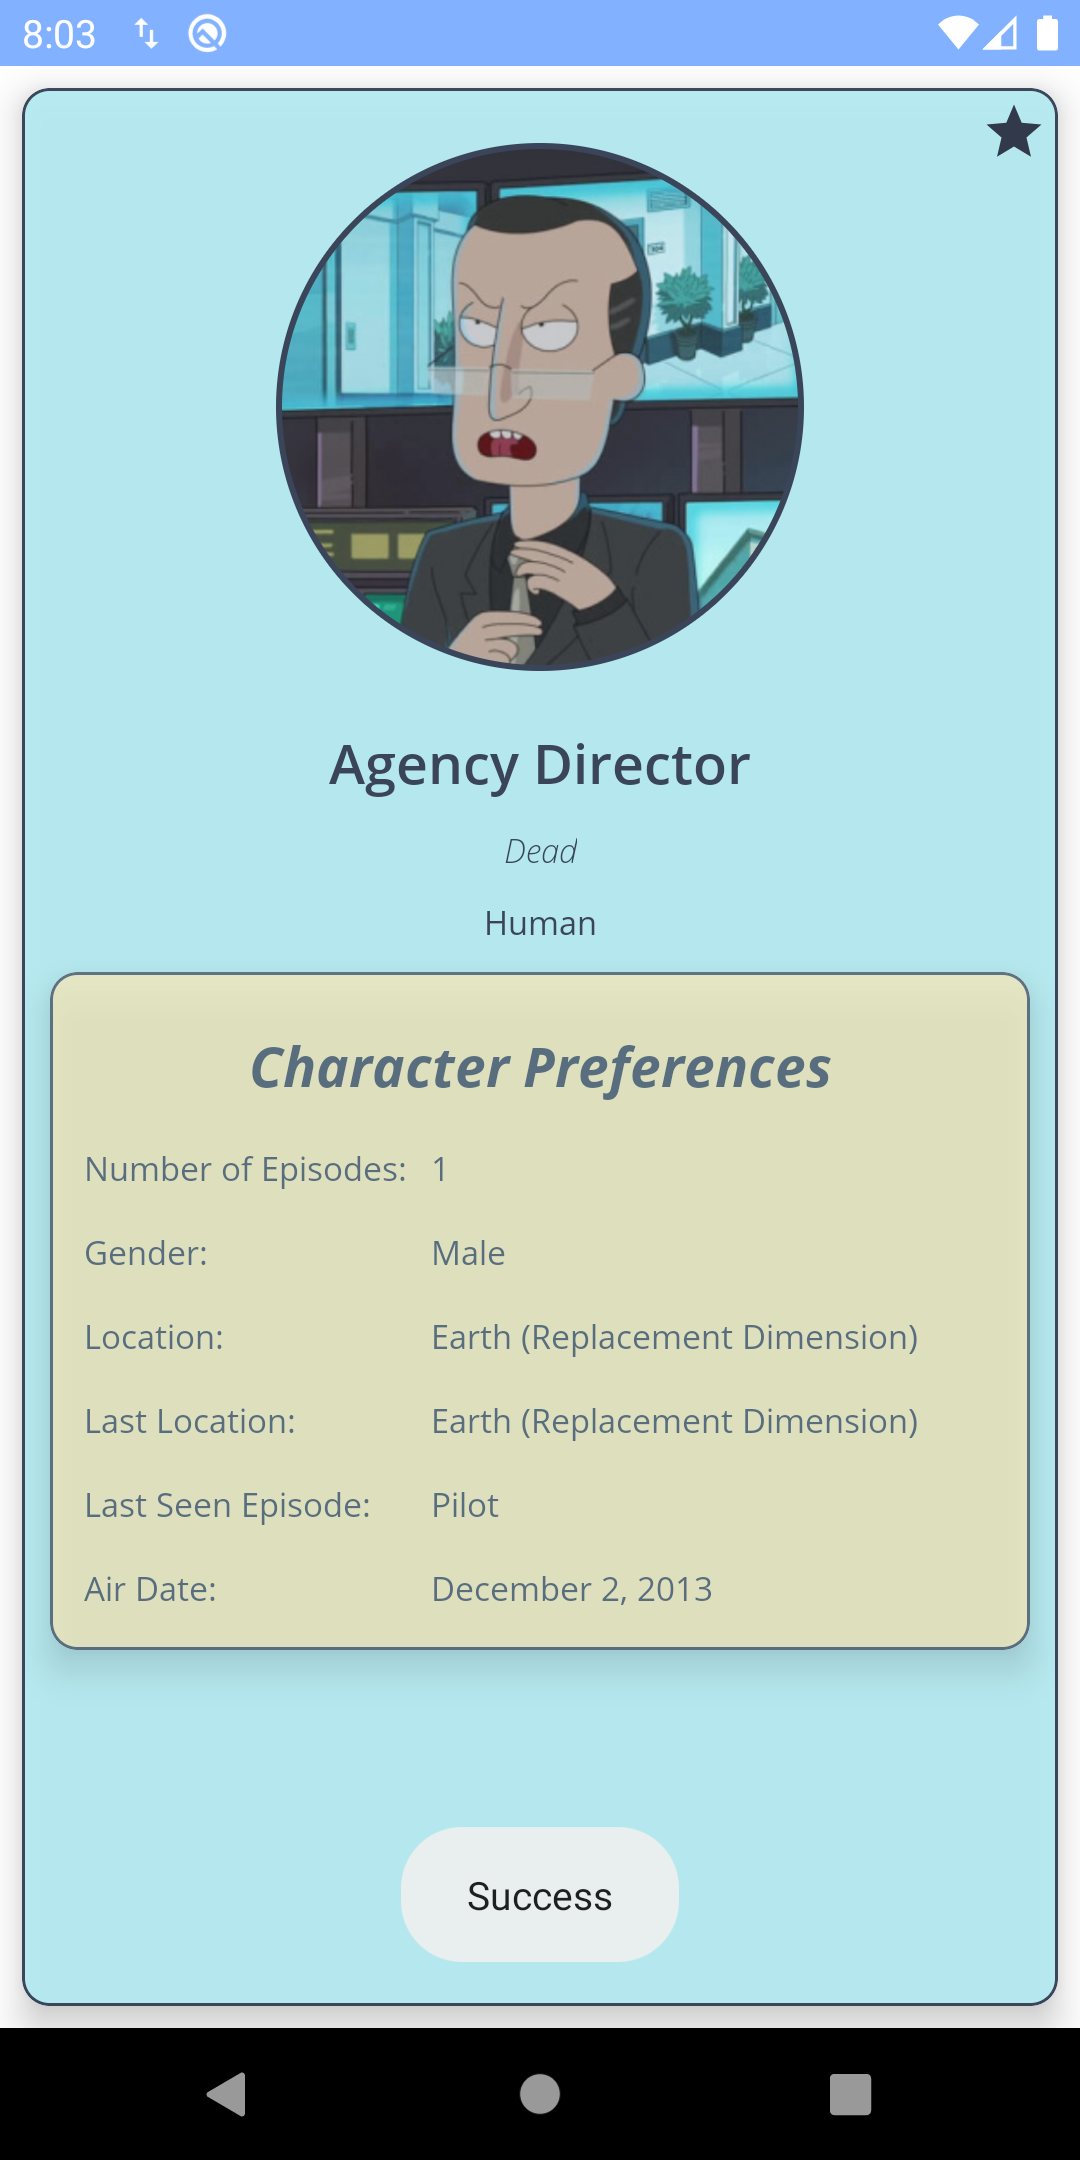 8:03
Agency Director
Dead
Human
Character Preferences
Number of Episodes: 1
Gender: Male
Location: Earth (Replacement Dimension)
Last Location: Earth (Replacement Dimension)
Last Seen Episode: Pilot
Air Date: December 2, 2013
Success